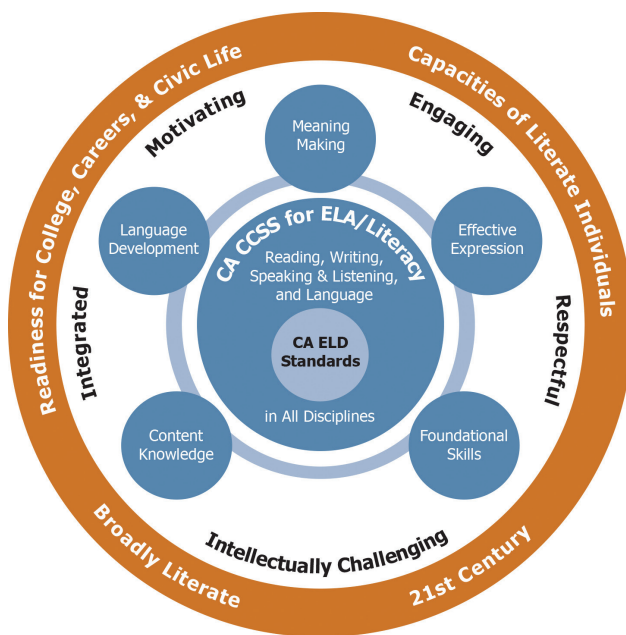 Readiness for College, Careers, & Civic Life
Capacities of Literate Individuals
Broadly Literate
21st Century
Motivating
Engaging
Integrated
Respectful
Intellectually Challenging
Meaning
Making
Language
Development
Effective
Expression
Content
Knowledge
Foundational
Skills
CA CCSS for ELA/Literacy
Reading, Writing,
Speaking & Listening,
and Language
CA ELD
Standards
in All Disciplines